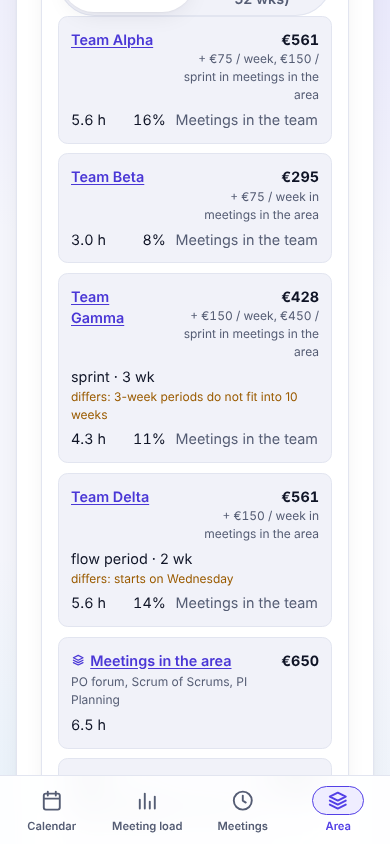 52 wks)
Team Alpha €561
+ €75 / week, €150 /
sprint in meetings in the
area
5.6 h 16% Meetings in the team
Team Beta €295
+ €75 / week in
meetings in the area
3.0 h 8% Meetings in the team
Team €428
Gamma + €150 / week, €450 /
sprint in meetings in the
area
sprint · 3 wk
differs: 3-week periods do not fit into 10
weeks
4.3 h 11% Meetings in the team
Team Delta €561
+ €150 / week in
meetings in the area
flow period · 2 wk
differs: starts on Wednesday
5.6 h 14% Meetings in the team
Meetings in the area €650
PO forum, Scrum of Scrums, PI
Planning
6.5 h
Calendar Meeting load Meetings Area